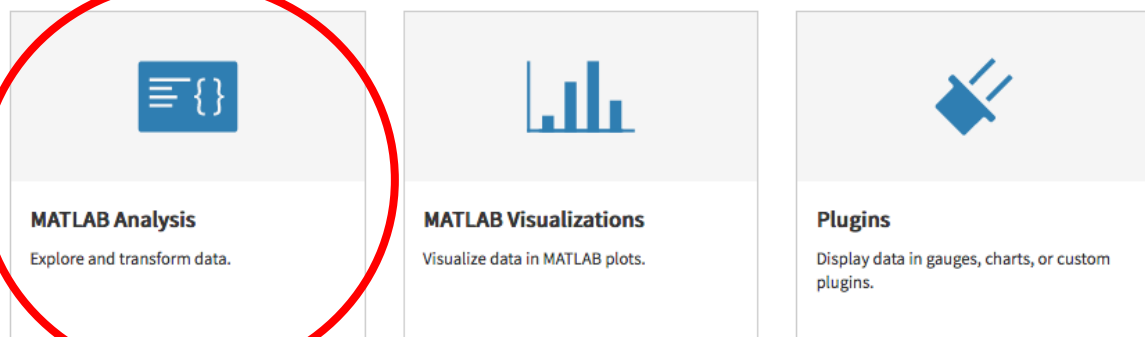 MATLAB Analysis
Explore and transform data.
MATLAB Visualizations
Visualize data in MATLAB plots.
Plugins
Display data in gauges, charts, or custom
plugins.